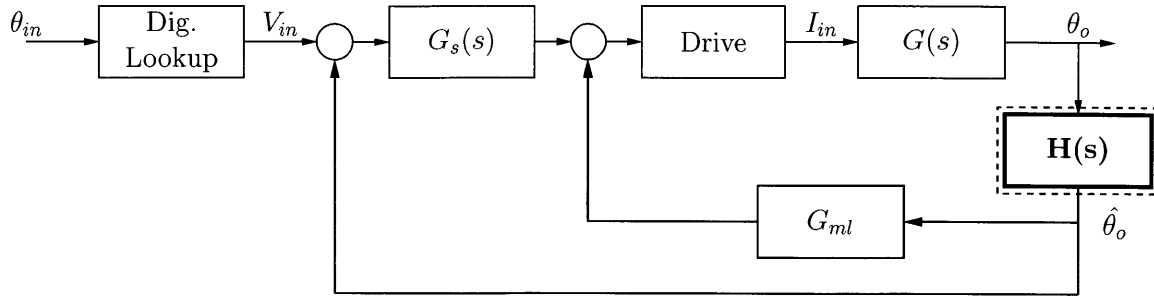 θ_in
Dig.
Lookup
V_in
G_s(s)
Drive
I_in
G(s)
θ_o
H(s)
G_ml
θ̂_o